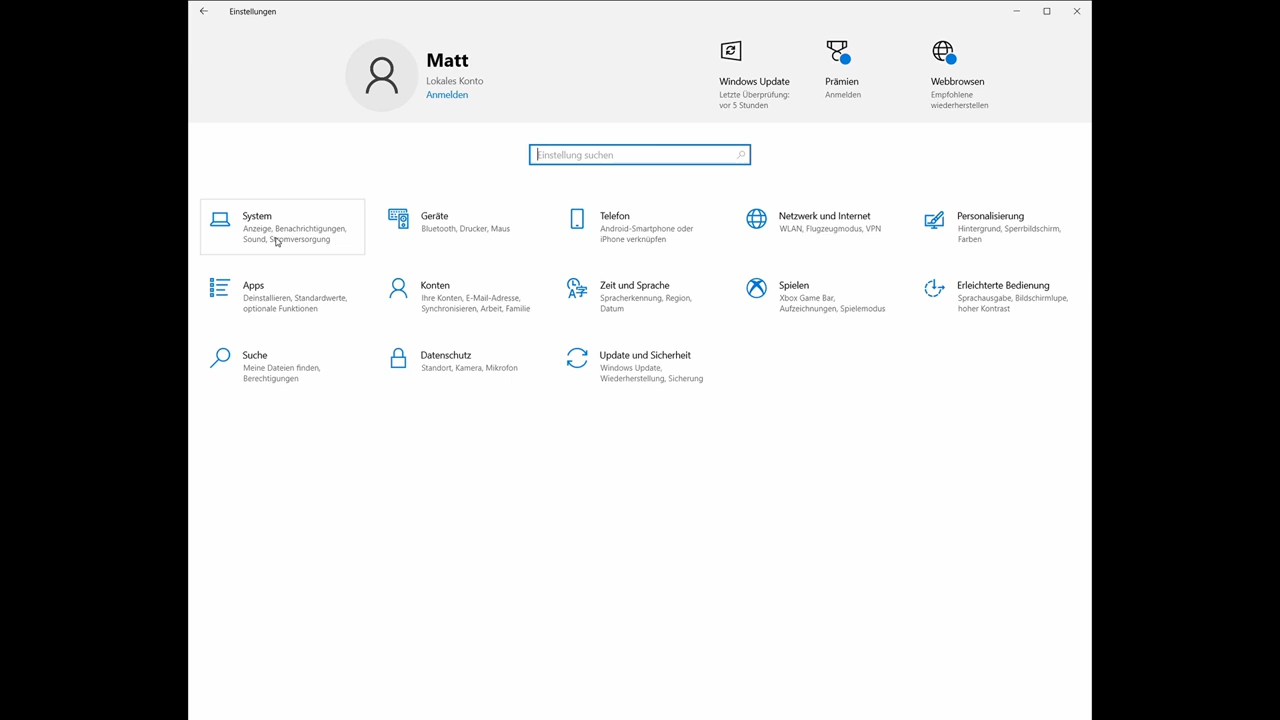 Einstellungen
Matt
Lokales Konto
Anmelden
Windows Update
Letzte Überprüfung:
vor 5 Stunden
Prämien
Anmelden
Webbrowsen
Empfohlene
wiederherstellen
Einstellung suchen
System
Anzeige, Benachrichtigungen,
Sound, Stromversorgung
Geräte
Bluetooth, Drucker, Maus
Telefon
Android-Smartphone oder
iPhone verknüpfen
Netzwerk und Internet
WLAN, Flugzeugmodus, VPN
Personalisierung
Hintergrund, Sperrbildschirm,
Farben
Apps
Deinstallieren, Standardwerte,
optionale Funktionen
Konten
Ihre Konten, E-Mail-Adresse,
Synchronisieren, Arbeit, Familie
Zeit und Sprache
Spracherkennung, Region,
Datum
Spielen
Xbox Game Bar,
Aufzeichnungen, Spielemodus
Erleichterte Bedienung
Sprachausgabe, Bildschirmlupe,
hoher Kontrast
Suche
Meine Dateien finden,
Berechtigungen
Datenschutz
Standort, Kamera, Mikrofon
Update und Sicherheit
Windows Update,
Wiederherstellung, Sicherung